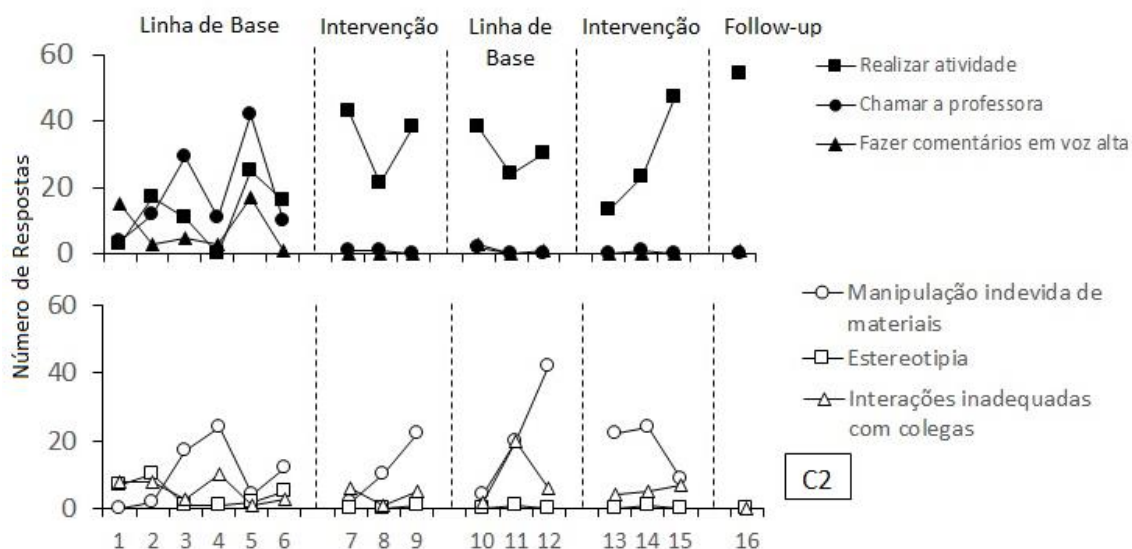 Linha de Base
Intervenção
Linha de
Base
Intervenção
Follow-up
Número de Respostas
60
40
20
0
Realizar atividade
Chamar a professora
Fazer comentários em voz alta
60
40
20
0
Manipulação indevida de
materiais
Estereotipia
Interações inadequadas
com colegas
C2
1 2 3 4 5 6 7 8 9 10 11 12 13 14 15 16